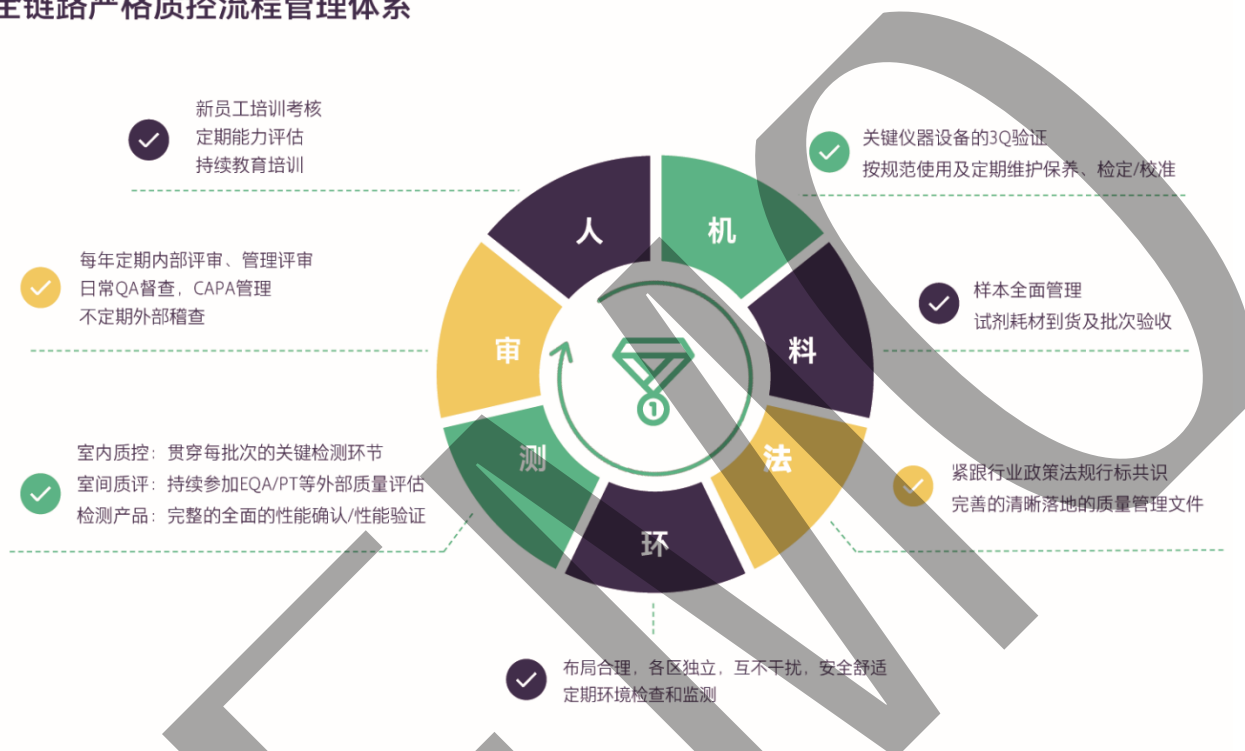 全链路严格质控流程管理体系
新员工培训考核
定期能力评估
持续教育培训
关键仪器设备的3Q验证
按规范使用及定期维护保养、检定/校准
人
机
每年定期内部评审、管理评审
日常QA督查，CAPA管理
不定期外部稽查
样本全面管理
试剂耗材到货及批次验收
审
料
1
室内质控：贯穿每批次的关键检测环节
室间质评：持续参加EQA/PT等外部质量评估
检测产品：完整的全面的性能确认/性能验证
测
法
紧跟行业政策法规行标共识
完善的清晰落地的质量管理文件
环
布局合理，各区独立，互不干扰，安全舒适
定期环境检查和监测